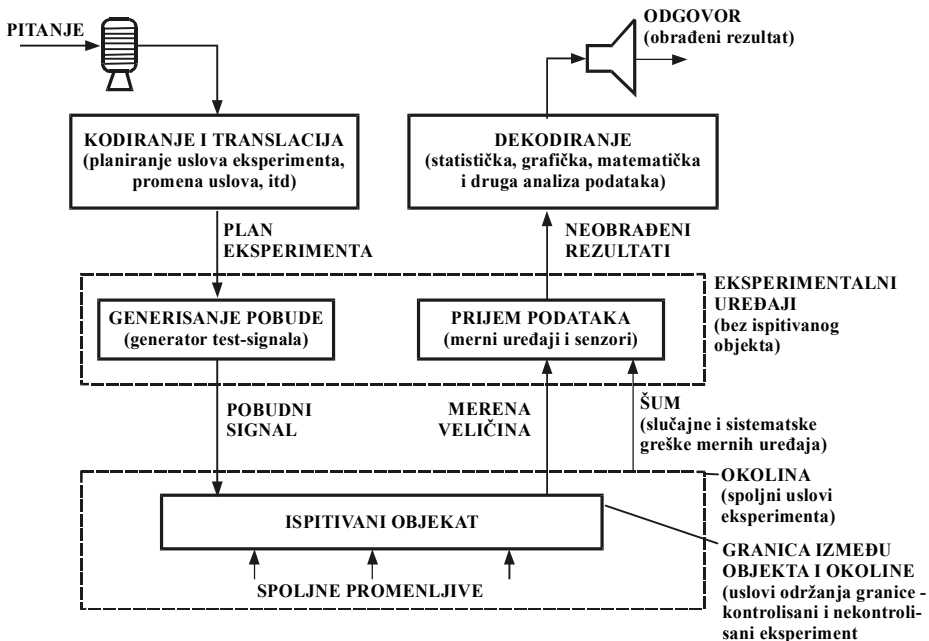 PITANJE
ODGOVOR
(obrađeni rezultat)
KODIRANJE I TRANSLACIJA
(planiranje uslova eksperimenta,
promena uslova, itd)
DEKODIRANJE
(statistička, grafička, matematička
i druga analiza podataka)
PLAN
EKSPERIMENTA
NEOBRAĐENI
REZULTATI
EKSPERIMENTALNI
UREĐAJI
(bez ispitivanog
objekta)
GENERISANJE POBUDE
(generator test-signala)
PRIJEM PODATAKA
(merni uređaji i senzori)
POBUDNI
SIGNAL
MERENA
VELIČINA
ŠUM
(slučajne i sistematske
greške mernih uređaja)
OKOLINA
(spoljni uslovi
eksperimenta)
ISPITIVANI OBJEKAT
SPOLJNE PROMENLJIVE
GRANICA IZMEĐU
OBJEKTA I OKOLINE
(uslovi održanja granice -
kontrolisani i nekontroli-
sani eksperiment